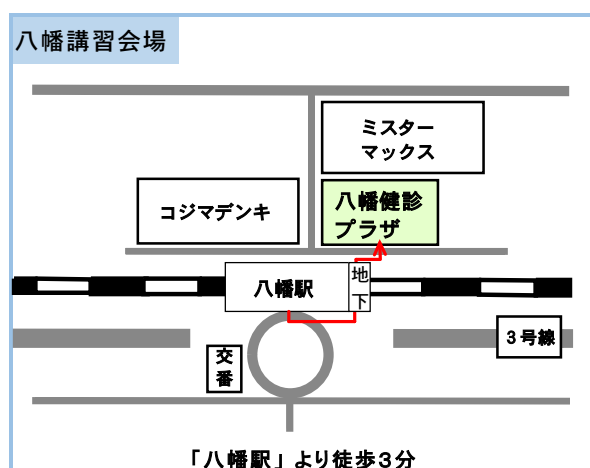 八幡講習会場
ミスター
マックス
コジマデンキ
八幡健診
プラザ
八幡駅
地
下
3号線
交
番
「八幡駅」より徒歩3分